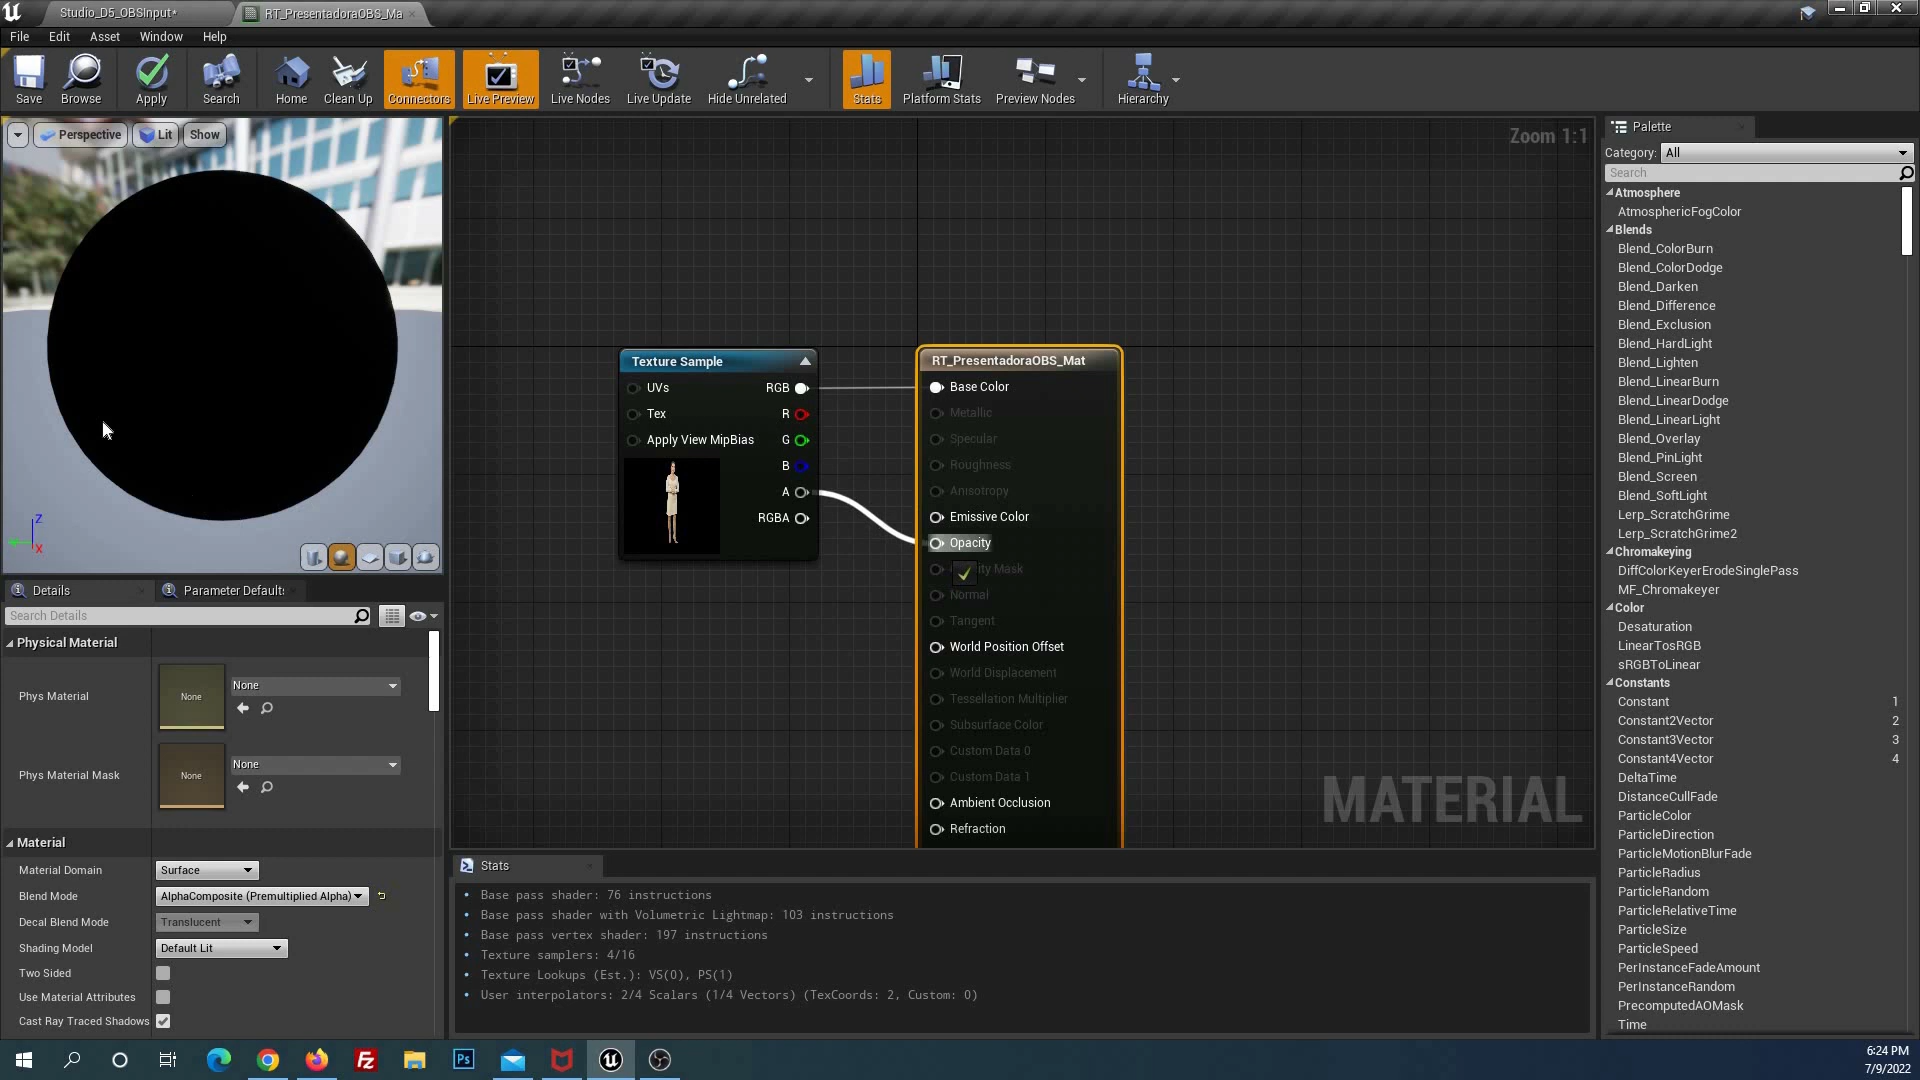 Studio_D5_OBSInput*
RT_PresentadoraOBS_Ma
File Edit Asset Window Help
Save Browse Apply Search Home Clean Up Connectors Live Preview Live Nodes Live Update Hide Unrelated Stats Platform Stats Preview Nodes Hierarchy
Perspective Lit Show
Z
X
Details
Parameter Default
Search Details
Physical Material
Phys Material
None
None
Phys Material Mask
None
None
Material
Material Domain Surface
Blend Mode AlphaComposite (Premultiplied Alpha)
Decal Blend Mode Translucent
Shading Model Default Lit
Two Sided
Use Material Attributes
Cast Ray Traced Shadows
Zoom 1:1
Texture Sample
UVs RGB
Tex R
Apply View MipBias G
B
A
RGBA
RT_PresentadoraOBS_Mat
Base Color
Metallic
Specular
Roughness
Anisotropy
Emissive Color
Opacity
ity Mask
Normal
Tangent
World Position Offset
World Displacement
Tessellation Multiplier
Subsurface Color
Custom Data 0
Custom Data 1
Ambient Occlusion
Refraction
MATERIAL
Stats
Base pass shader: 76 instructions
Base pass shader with Volumetric Lightmap: 103 instructions
Base pass vertex shader: 197 instructions
Texture samplers: 4/16
Texture Lookups (Est.): VS(0), PS(1)
User interpolators: 2/4 Scalars (1/4 Vectors) (TexCoords: 2, Custom: 0)
Palette
Category: All
Search
Atmosphere
AtmosphericFogColor
Blends
Blend_ColorBurn
Blend_ColorDodge
Blend_Darken
Blend_Difference
Blend_Exclusion
Blend_HardLight
Blend_Lighten
Blend_LinearBurn
Blend_LinearDodge
Blend_LinearLight
Blend_Overlay
Blend_PinLight
Blend_Screen
Blend_SoftLight
Lerp_ScratchGrime
Lerp_ScratchGrime2
Chromakeying
DiffColorKeyerErodeSinglePass
MF_Chromakeyer
Color
Desaturation
LinearTosRGB
sRGBToLinear
Constants
Constant 1
Constant2Vector 2
Constant3Vector 3
Constant4Vector 4
DeltaTime
DistanceCullFade
ParticleColor
ParticleDirection
ParticleMotionBlurFade
ParticleRadius
ParticleRandom
ParticleRelativeTime
ParticleSize
ParticleSpeed
PerInstanceFadeAmount
PerInstanceRandom
PrecomputedAOMask
Time
Fz
Ps
6:24 PM
7/9/2022